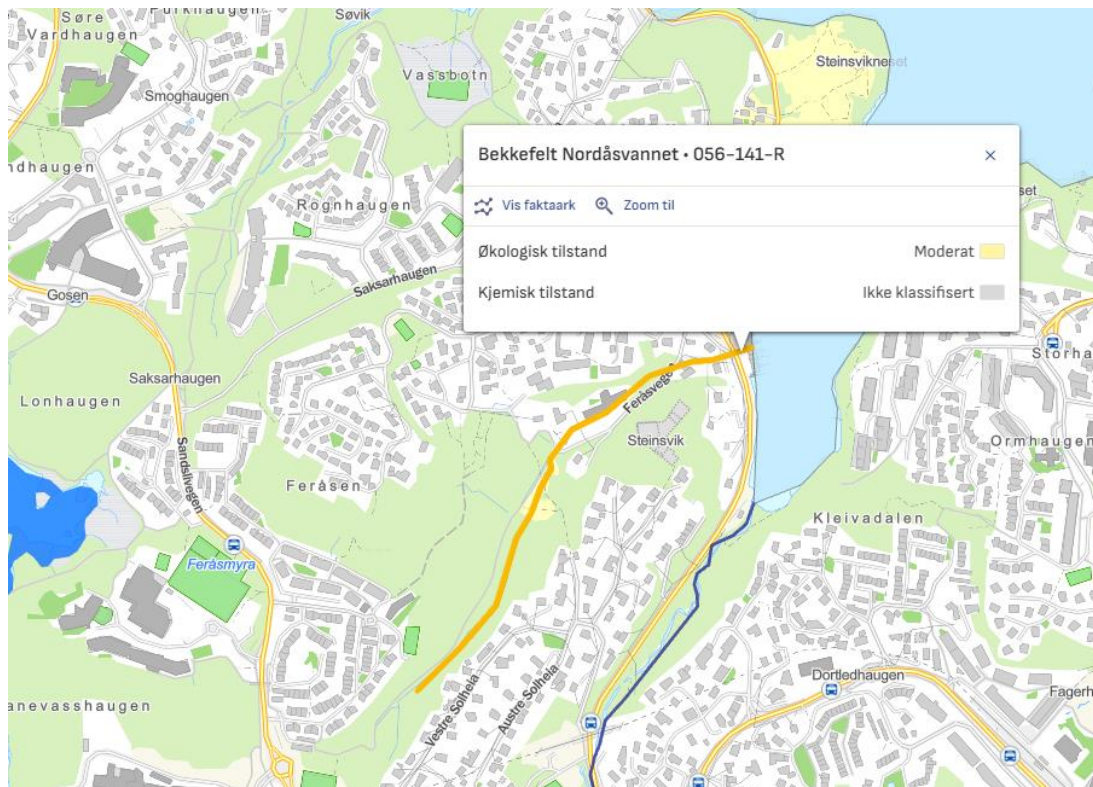 Søre
Vardhaugen
Søvik
Vassbotn
Steinsvikneset
Smoghaugen
ndhaugen
Rognhaugen
Bekkefelt Nordåsvannet • 056-141-R
Vis faktaark
Zoom til
Økologisk tilstand
Moderat
Kjemisk tilstand
Ikke klassifisert
set
Saksarhaugen
Gosen
Storha
Saksarhaugen
Lonhaugen
Feråsvege
Steinsvik
Ormhaugen
Sandslivegen
Feråsen
Kleivadalen
Feråsmyra
Dortledhaugen
Fagerh
anevasshaugen
Vestre Solheia
Austre Solheia